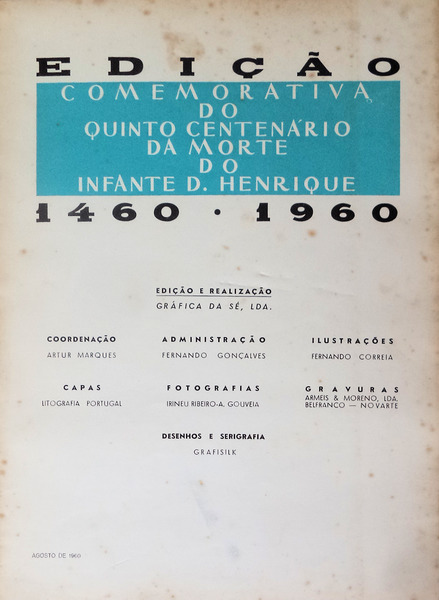 EDIÇÃO
COMEMORATIVA
DO
QUINTO CENTENÁRIO
DA MORTE
DO
INFANTE D. HENRIQUE
1460 · 1960
EDIÇÃO E REALIZAÇÃO
GRÁFICA DA SÉ, LDA.
COORDENAÇÃO
ARTUR MARQUES
ADMINISTRAÇÃO
FERNANDO GONÇALVES
ILUSTRAÇÕES
FERNANDO CORREIA
CAPAS
LITOGRAFIA PORTUGAL
FOTOGRAFIAS
IRINEU RIBEIRO-A. GOUVEIA
GRAVURAS
ARMEIS & MORENO, LDA.
BELFRANCO — NOVARTE
DESENHOS E SERIGRAFIA
GRAFISILK
AGOSTO DE 1960